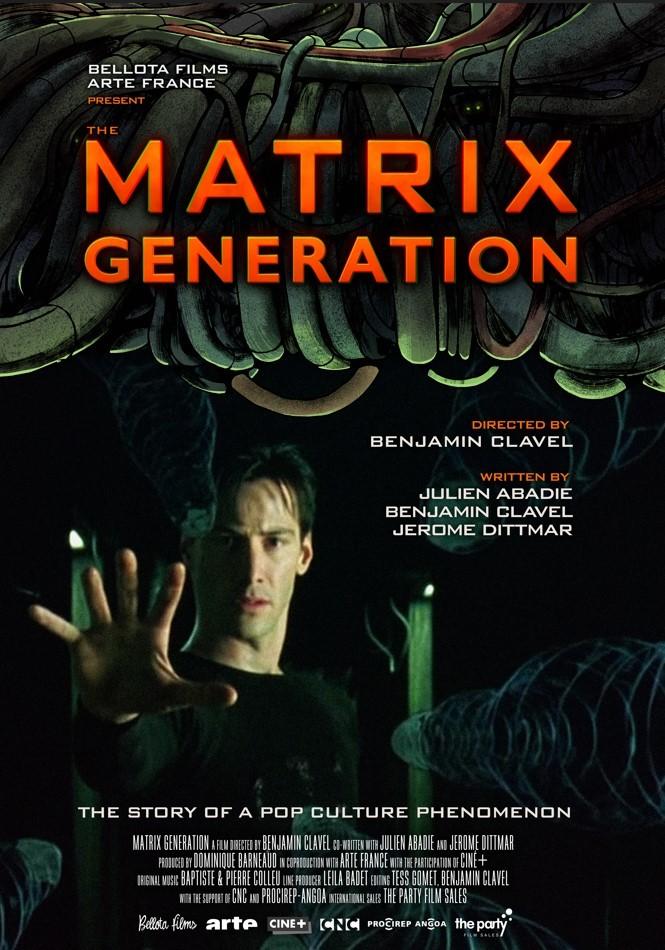 BELLOTA FILMS
ARTE FRANCE
PRESENT
THE
MATRIX
GENERATION
DIRECTED BY
BENJAMIN CLAVEL
WRITTEN BY
JULIEN ABADIE
BENJAMIN CLAVEL
JEROME DITTMAR
THE STORY OF A POP CULTURE PHENOMENON
MATRIX GENERATION A FILM DIRECTED BY BENJAMIN CLAVEL CO-WRITTEN WITH JULIEN ABADIE AND JEROME DITTMAR
PRODUCED BY DOMINIQUE BARNEAUD IN COPRODUCTION WITH ARTE FRANCE WITH THE PARTICIPATION OF CINÉ+
ORIGINAL MUSIC BAPTISTE & PIERRE COLLEU LINE PRODUCER LEILA BADET EDITING TESS GOMET, BENJAMIN CLAVEL
WITH THE SUPPORT OF CNC AND PROCIREP-ANGOA INTERNATIONAL SALES THE PARTY FILM SALES
Bellota films arte CINE+ CNC PROCIREP ANGOA the party
FILM SALES